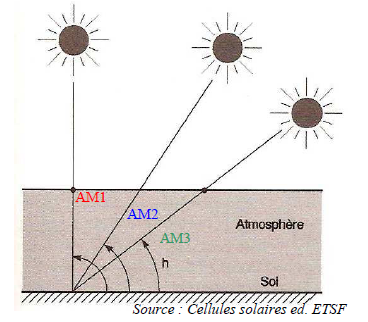 AM1
AM2
AM3
Atmosphère
h
Sol
Source : Cellules solaires ed. ETSF